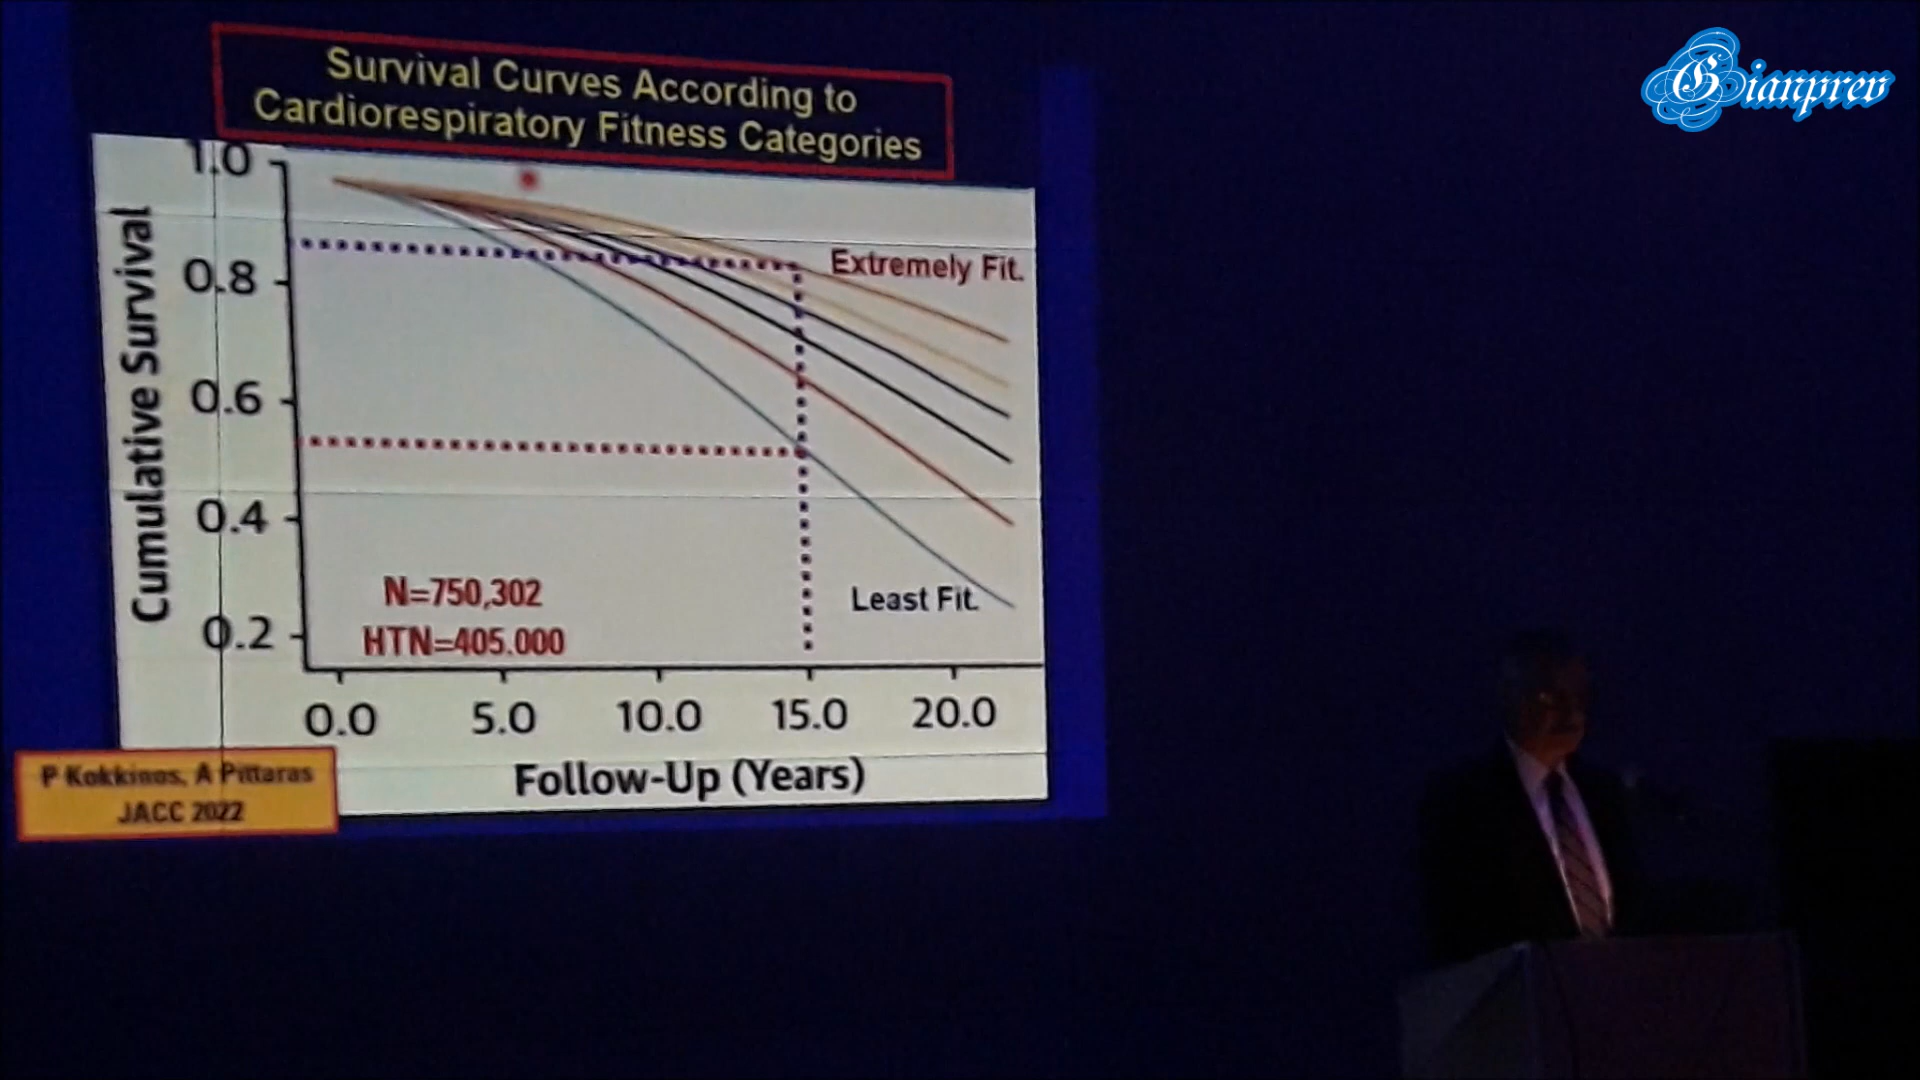 Gianprev
Survival Curves According to
Cardiorespiratory Fitness Categories
1.0
0.8
0.6
0.4
0.2
Cumulative Survival
Extremely Fit.
Least Fit.
N=750,302
HTN=405.000
0.0 5.0 10.0 15.0 20.0
Follow-Up (Years)
P Kokkinos, A Pittaras
JACC 2022